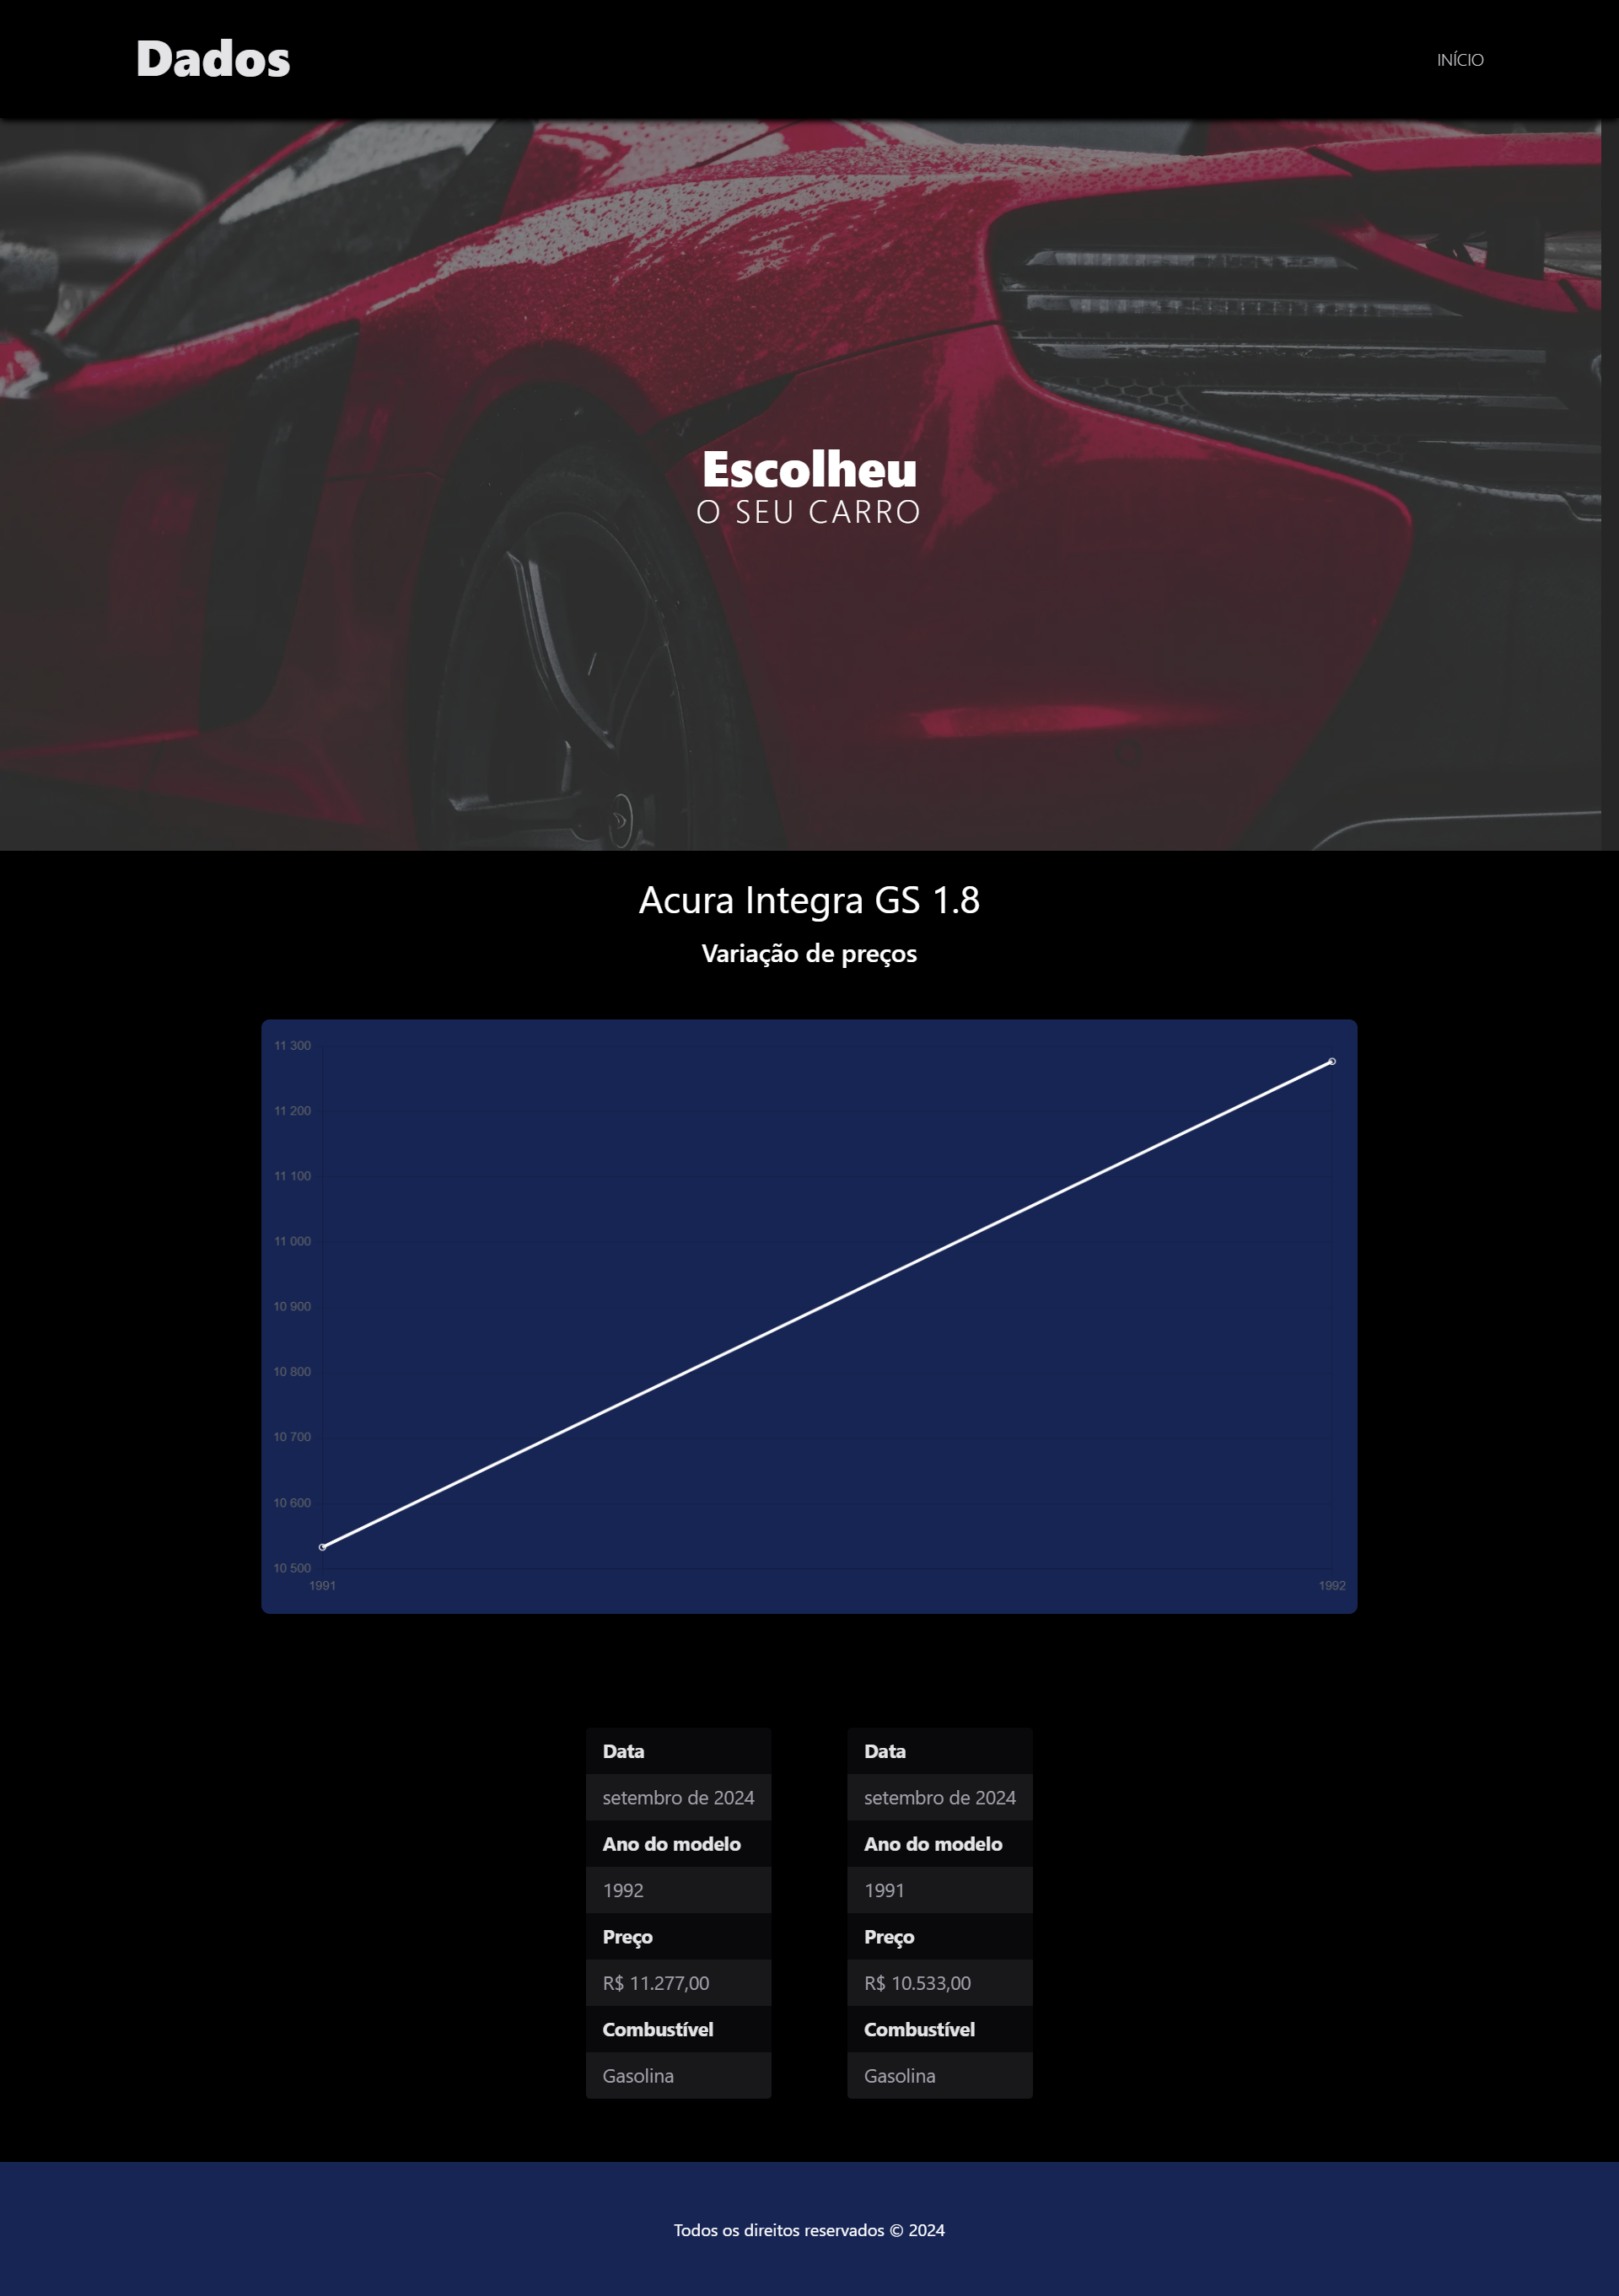 Dados
INÍCIO
Escolheu
O SEU CARRO
Acura Integra GS 1.8
Variação de preços
11 300
11 200
11 100
11 000
10 900
10 800
10 700
10 600
10 500
1991
1992
Data
setembro de 2024
Ano do modelo
1992
Preço
R$ 11.277,00
Combustível
Gasolina
Data
setembro de 2024
Ano do modelo
1991
Preço
R$ 10.533,00
Combustível
Gasolina
Todos os direitos reservados © 2024